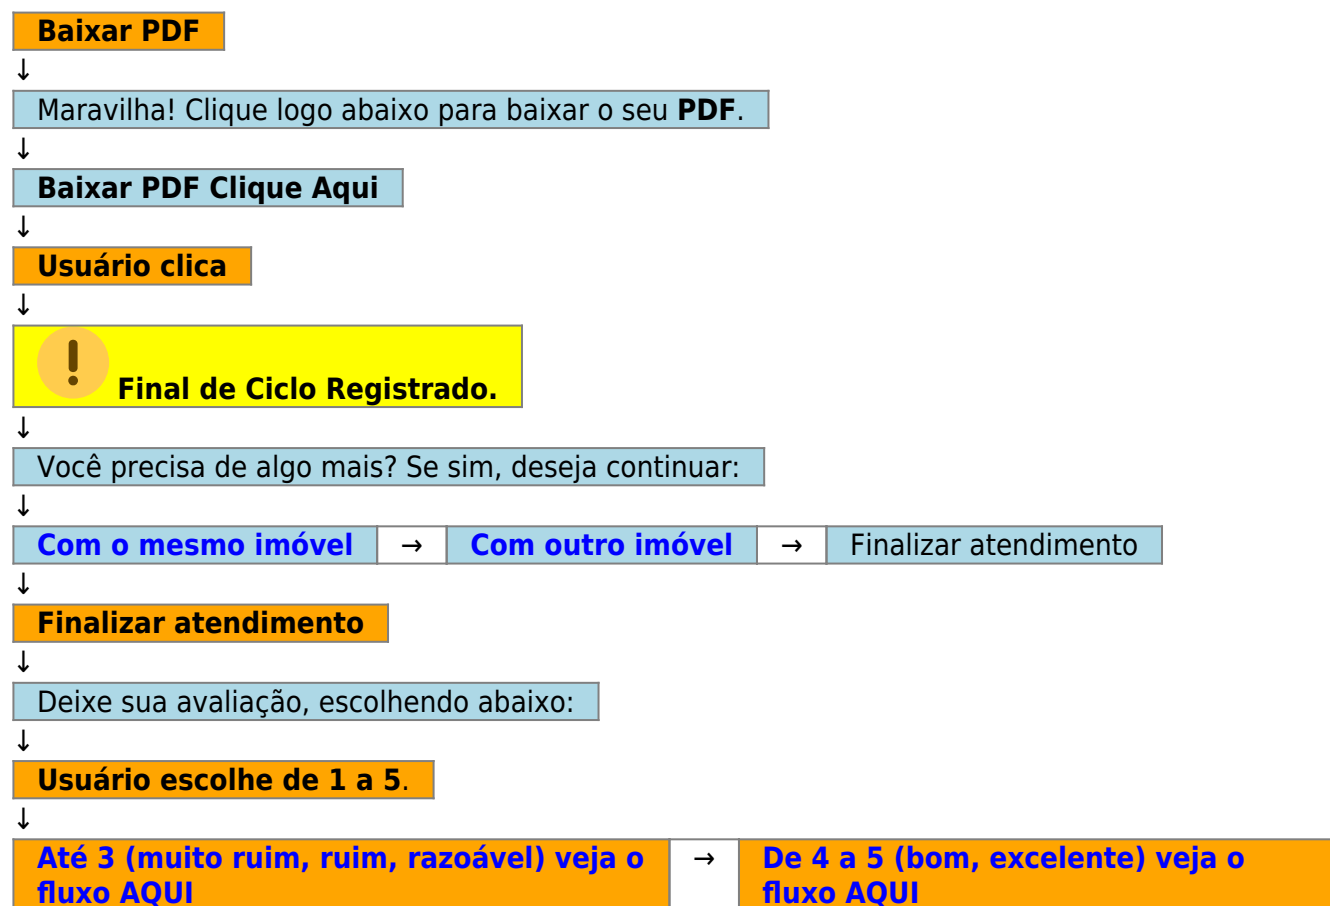 Baixar PDF
↓
Maravilha! Clique logo abaixo para baixar o seu PDF.
↓
Baixar PDF Clique Aqui
↓
Usuário clica
↓
Final de Ciclo Registrado.
↓
Você precisa de algo mais? Se sim, deseja continuar:
↓
Com o mesmo imóvel → Com outro imóvel → Finalizar atendimento
↓
Finalizar atendimento
↓
Deixe sua avaliação, escolhendo abaixo:
↓
Usuário escolhe de 1 a 5.
↓
Até 3 (muito ruim, ruim, razoável) veja o
fluxo AQUI
→
De 4 a 5 (bom, excelente) veja o
fluxo AQUI